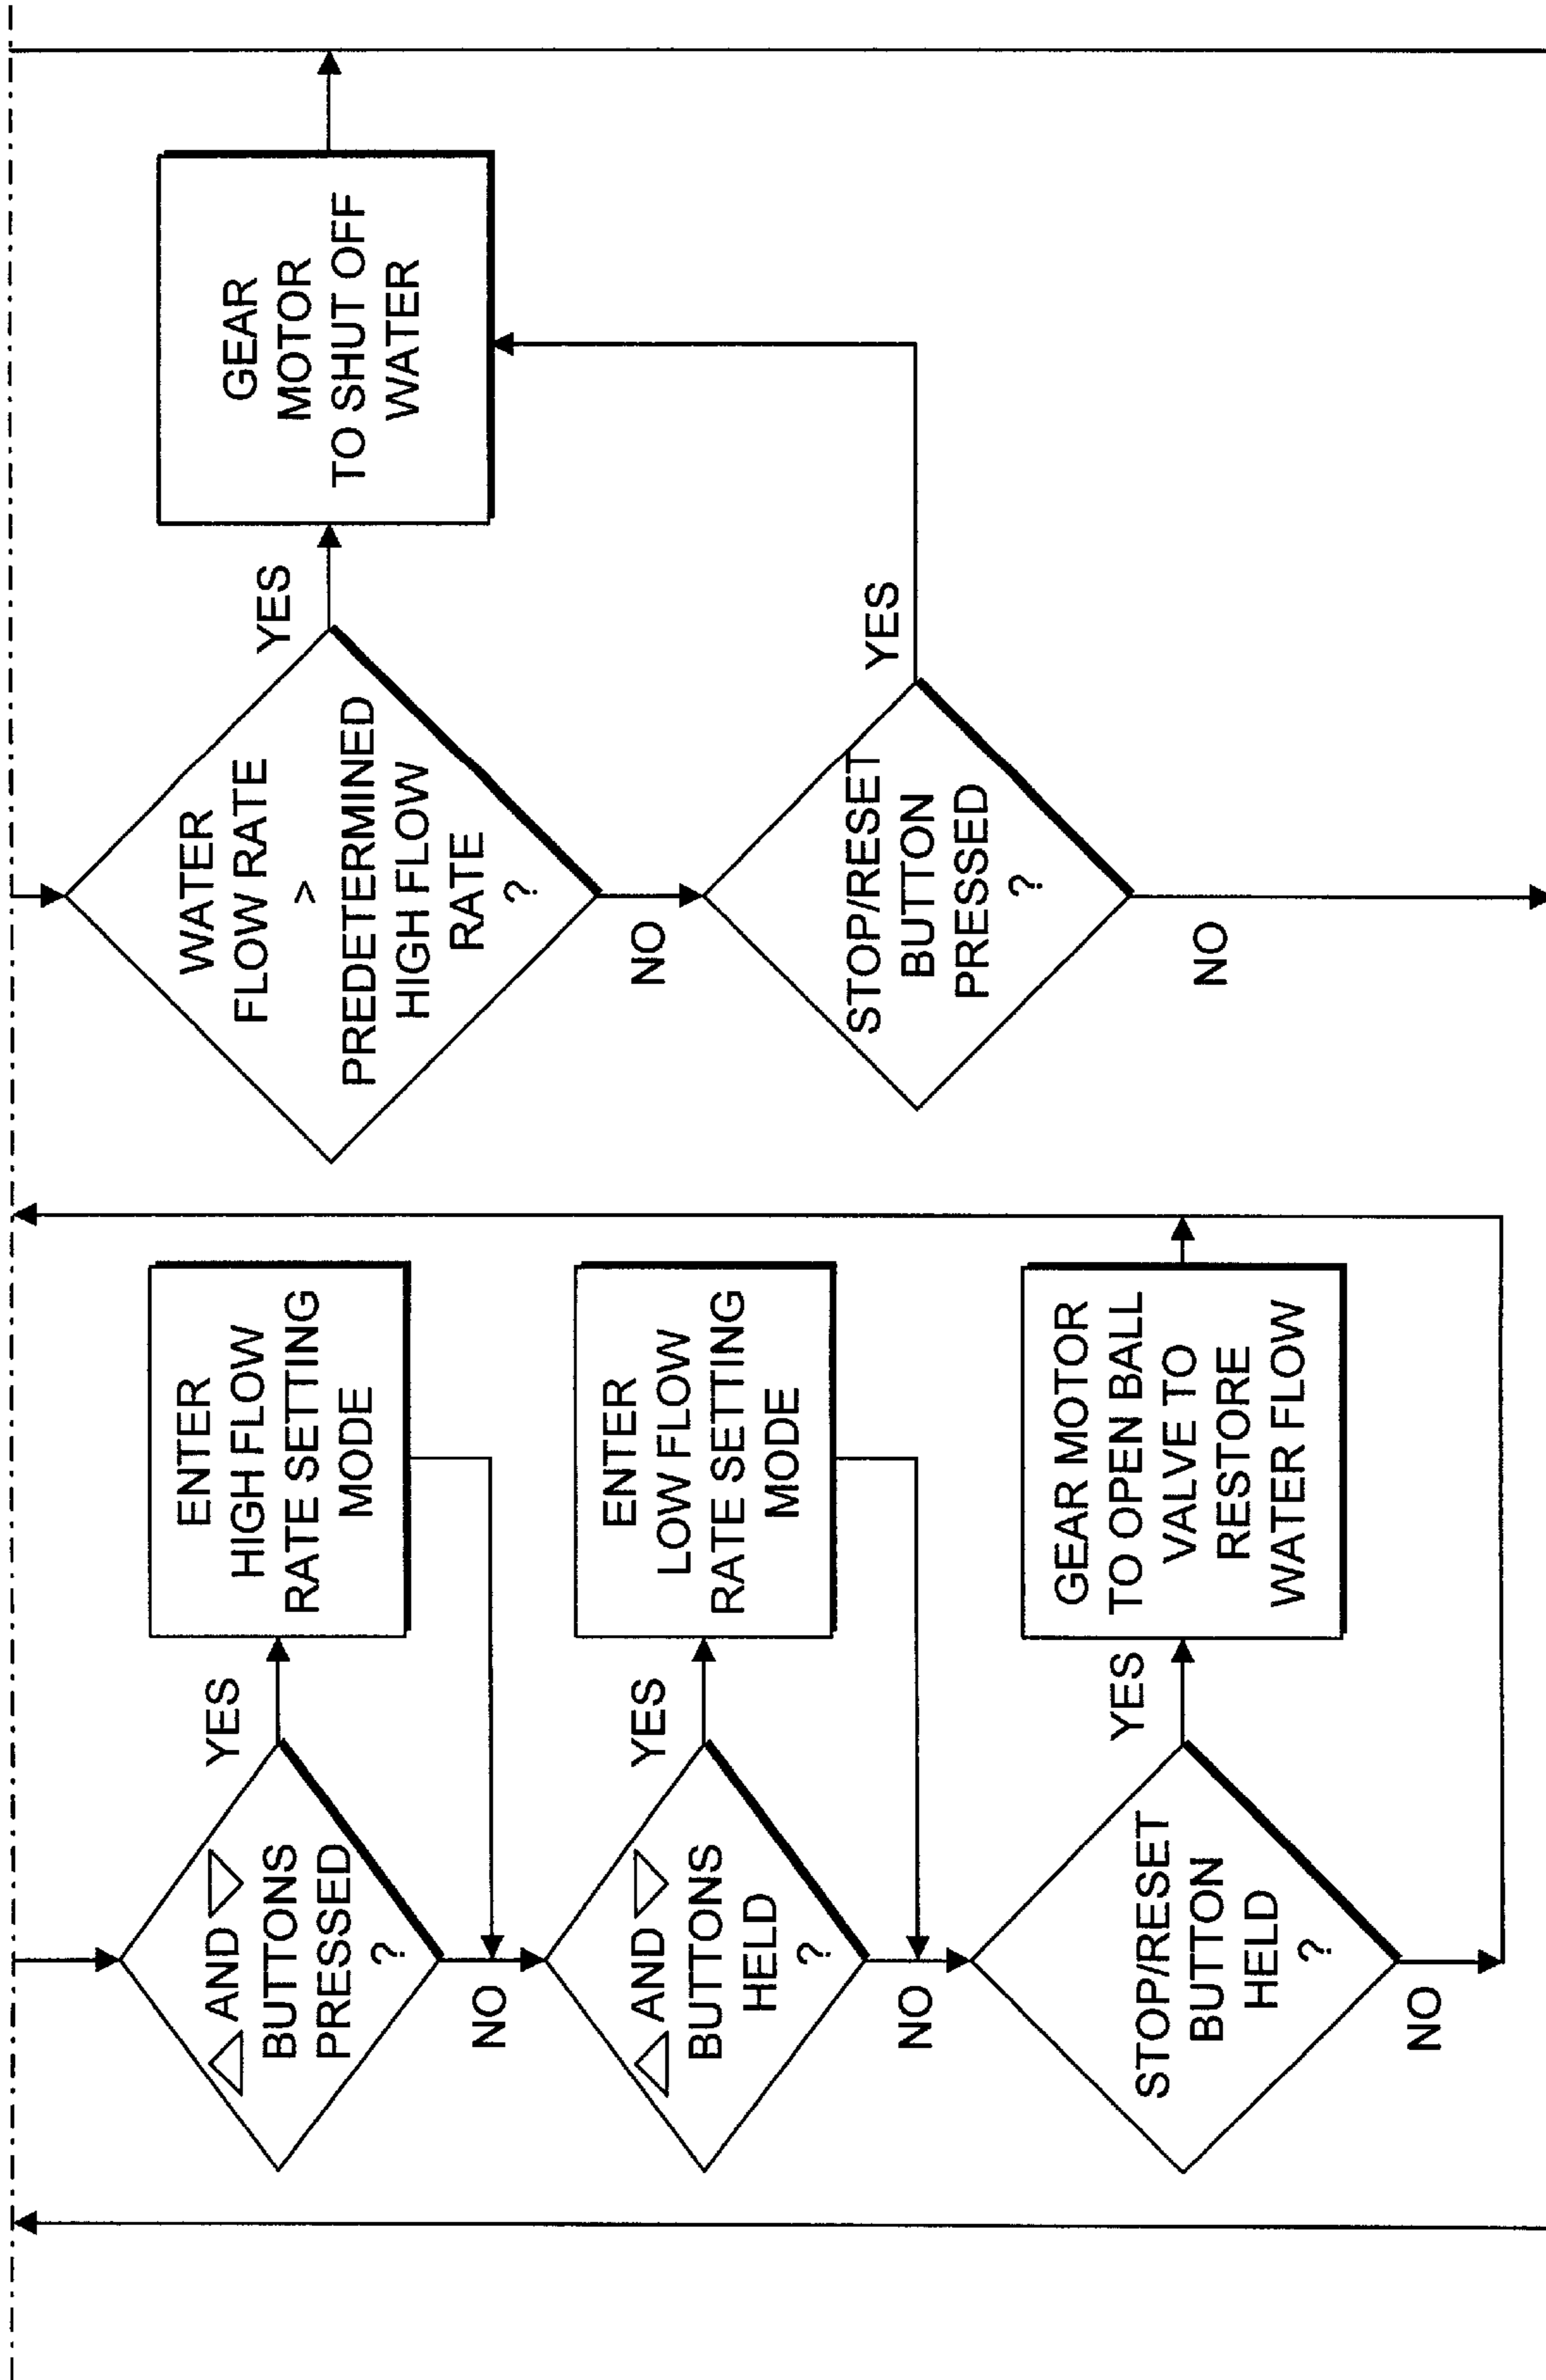 △ AND ▽
BUTTONS
PRESSED
?
YES
NO
ENTER
HIGH FLOW
RATE SETTING
MODE
△ AND ▽
BUTTONS
HELD
?
YES
NO
ENTER
LOW FLOW
RATE SETTING
MODE
STOP/RESET
BUTTON
HELD
?
YES
NO
GEAR MOTOR
TO OPEN BALL
VALVE TO
RESTORE
WATER FLOW
WATER
FLOW RATE
>
PREDETERMINED
HIGH FLOW
RATE
?
YES
NO
GEAR
MOTOR
TO SHUT OFF
WATER
STOP/RESET
BUTTON
PRESSED
?
YES
NO